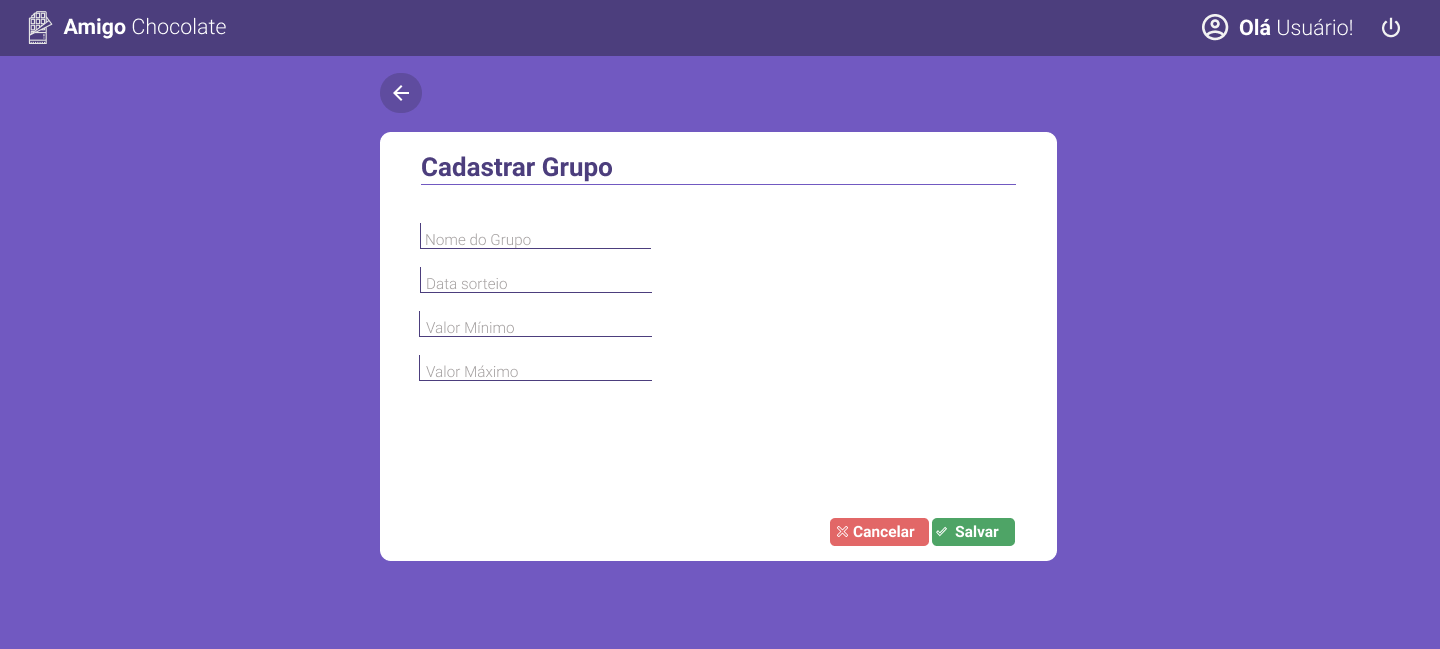 Amigo Chocolate
Olá Usuário!
Cadastrar Grupo
Nome do Grupo
Data sorteio
Valor Mínimo
Valor Máximo
Cancelar
Salvar